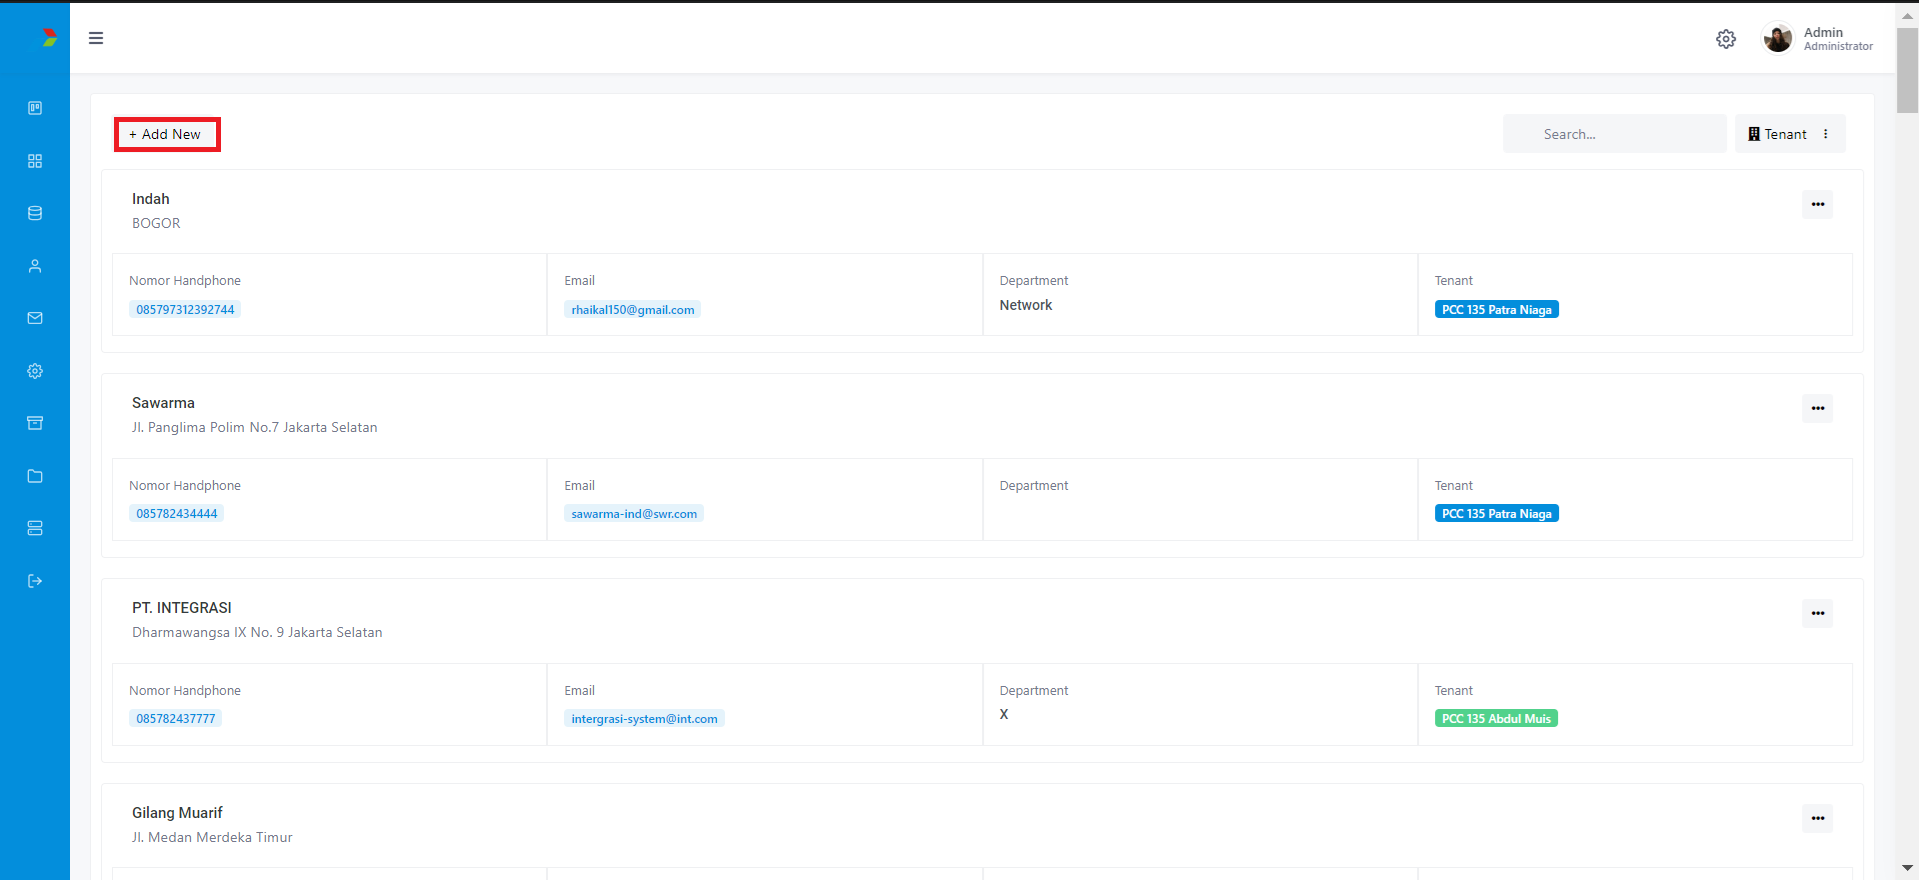 Admin
Administrator
+ Add New
Search...
Tenant
Indah
BOGOR
Nomor Handphone
Email
Department
Tenant
085797312392744
rhaikal150@gmail.com
Network
PCC 135 Patra Niaga
Sawarma
Jl. Panglima Polim No.7 Jakarta Selatan
Nomor Handphone
Email
Department
Tenant
085782434444
sawarma-ind@swr.com
PCC 135 Patra Niaga
PT. INTEGRASI
Dharmawangsa IX No. 9 Jakarta Selatan
Nomor Handphone
Email
Department
Tenant
085782437777
intergrasi-system@int.com
X
PCC 135 Abdul Muis
Gilang Muarif
Jl. Medan Merdeka Timur